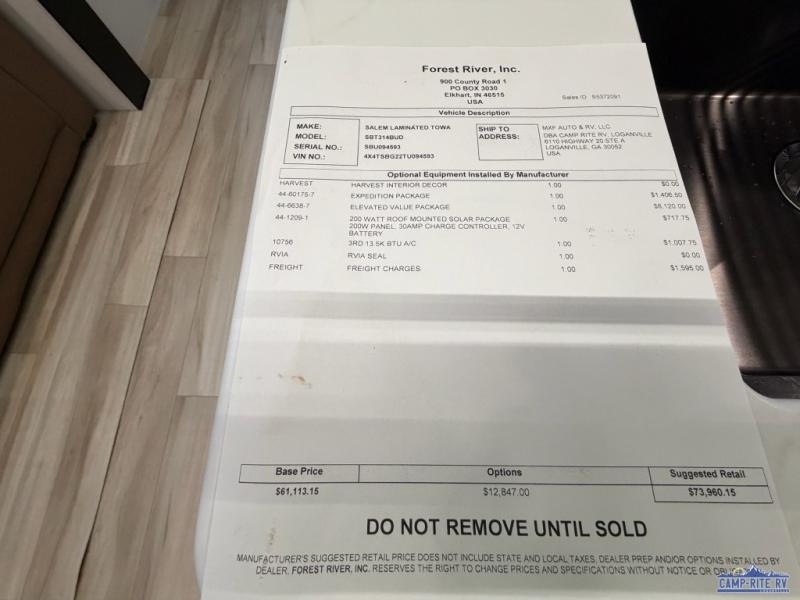 Forest River, Inc.
900 County Road 1
PO BOX 3030
Elkhart, IN 46515
USA
Sales ID S5372091
Vehicle Description
MAKE: SALEM LAMINATED TOWA
MODEL: SBT314BUD
SERIAL NO.: SBU094593
VIN NO.: 4X4TSBG22TU094593
SHIP TO ADDRESS:
MXF AUTO & RV, LLC
DBA CAMP RITE RV, LOGANVILLE
6110 HIGHWAY 20 STE A
LOGANVILLE, GA 30052
USA
Optional Equipment Installed By Manufacturer
HARVEST HARVEST INTERIOR DECOR 1.00 $0.00
44-60175-7 EXPEDITION PACKAGE 1.00 $1,406.50
44-6638-7 ELEVATED VALUE PACKAGE 1.00 $8,120.00
44-1209-1 200 WATT ROOF MOUNTED SOLAR PACKAGE 1.00 $717.75
200W PANEL, 30AMP CHARGE CONTROLLER, 12V
BATTERY
10756 3RD 13.5K BTU A/C 1.00 $1,007.75
RVIA RVIA SEAL 1.00 $0.00
FREIGHT FREIGHT CHARGES 1.00 $1,595.00
Base Price Options Suggested Retail
$61,113.15 $12,847.00 $73,960.15
DO NOT REMOVE UNTIL SOLD
MANUFACTURER'S SUGGESTED RETAIL PRICE DOES NOT INCLUDE STATE AND LOCAL TAXES, DEALER PREP AND/OR OPTIONS INSTALLED BY
DEALER, FOREST RIVER, INC. RESERVES THE RIGHT TO CHANGE PRICES AND SPECIFICATIONS WITHOUT NOTICE OR
CAMP-RITE RV
LOGANVILLE